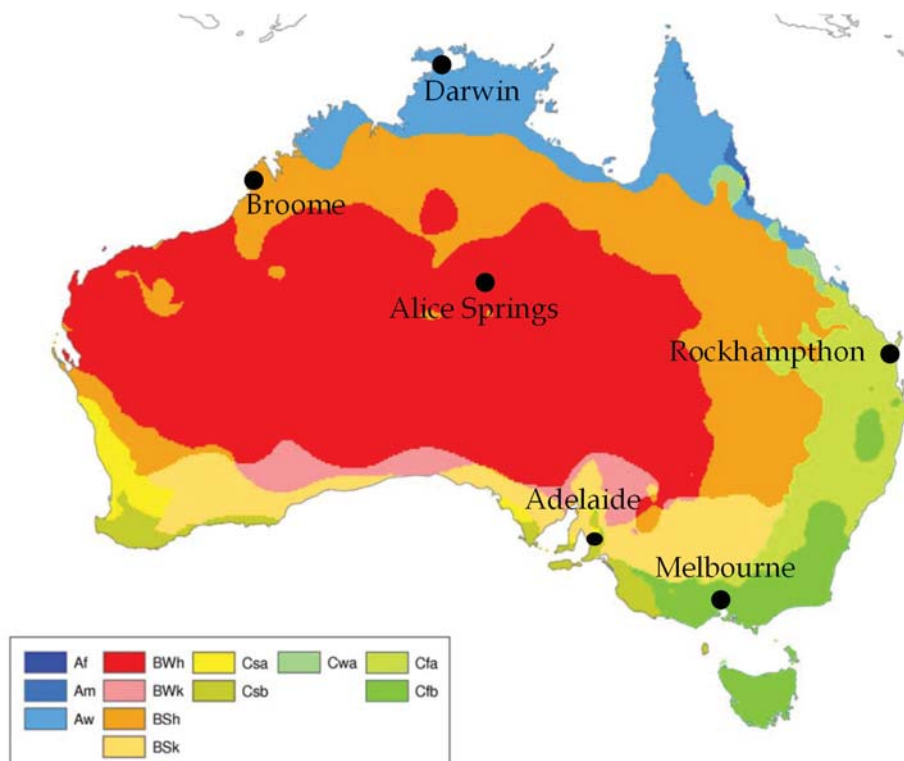 Darwin
Broome
Alice Springs
Rockhampthon
Adelaide
Melbourne
Af BWh Csa Cwa Cfa
Am BWk Csb Cfb
Aw BSh
BSk